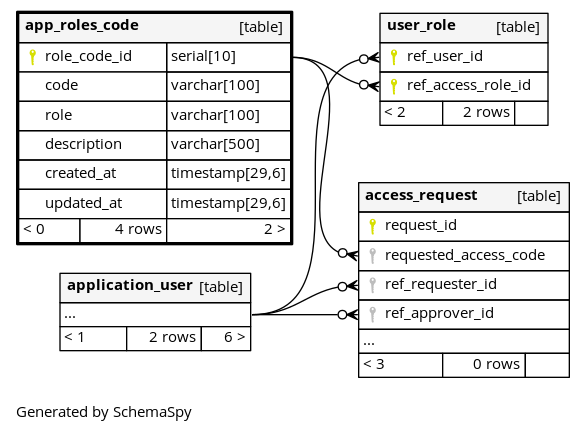 app_roles_code [table]
role_code_id serial[10]
code varchar[100]
role varchar[100]
description varchar[500]
created_at timestamp[29,6]
updated_at timestamp[29,6]
< 0 4 rows 2 >
user_role [table]
ref_user_id
ref_access_role_id
< 2 2 rows
access_request [table]
request_id
requested_access_code
ref_requester_id
ref_approver_id
...
< 3 0 rows
application_user [table]
...
< 1 2 rows 6 >
Generated by SchemaSpy